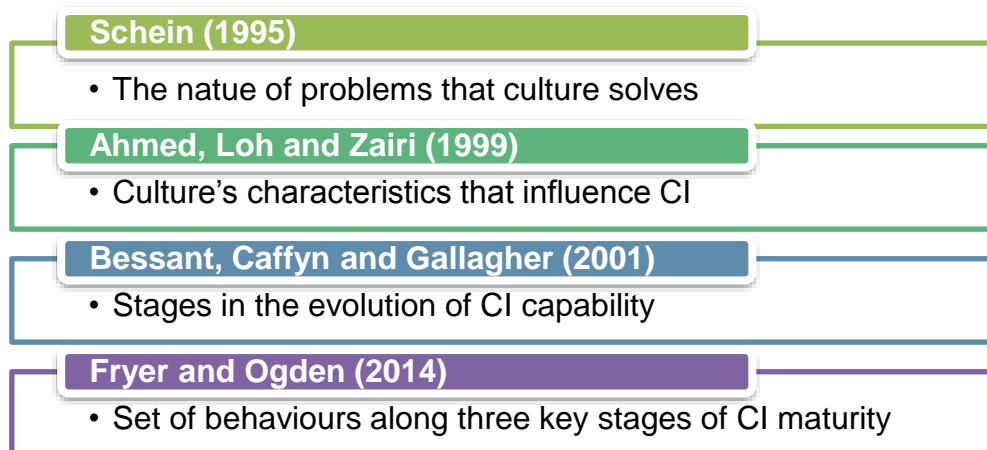 Schein (1995)
• The natue of problems that culture solves
Ahmed, Loh and Zairi (1999)
• Culture’s characteristics that influence CI
Bessant, Caffyn and Gallagher (2001)
• Stages in the evolution of CI capability
Fryer and Ogden (2014)
• Set of behaviours along three key stages of CI maturity